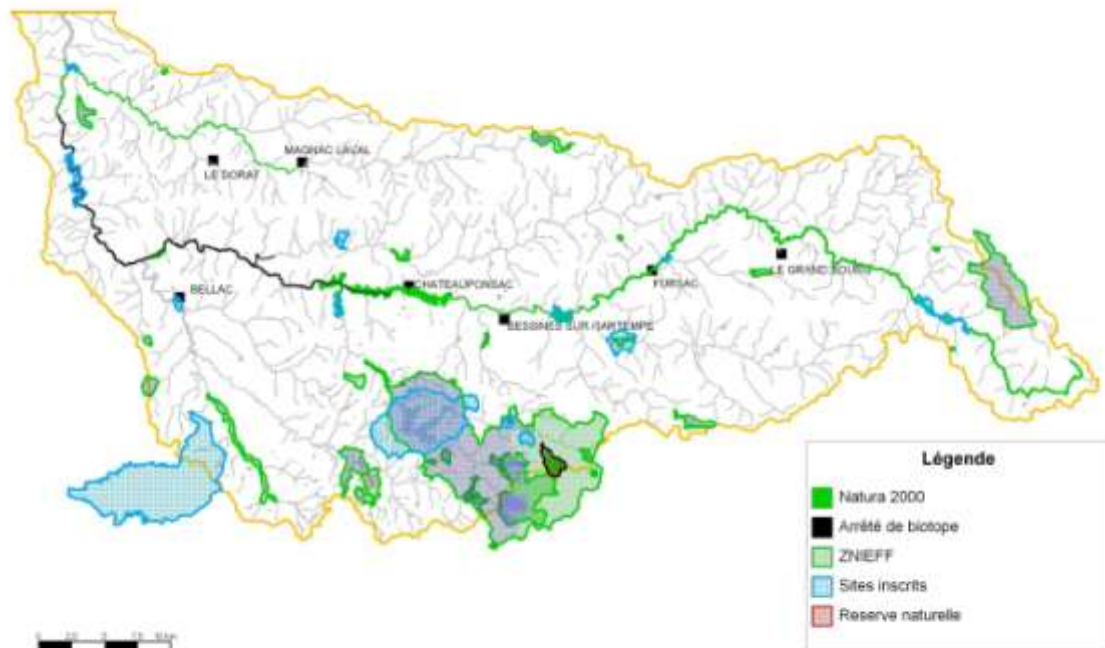 MAGNAC LAVAL
LE DORAT
BELLAC
CHATEAUPONSAC
BESSINES SUR GARTEMPE
FURSAC
LE GRAND BOURG
Légende
Natura 2000
Arrêté de biotope
ZNIEFF
Sites inscrits
Reserve naturelle